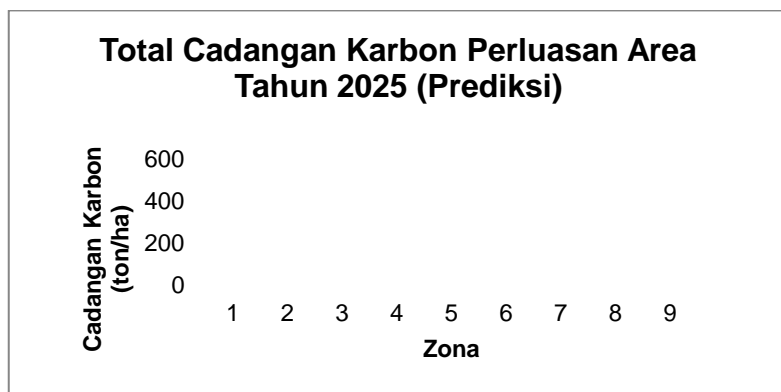 Total Cadangan Karbon Perluasan Area
Tahun 2025 (Prediksi)
Cadangan Karbon
(ton/ha)
600
400
200
0
1 2 3 4 5 6 7 8 9
Zona